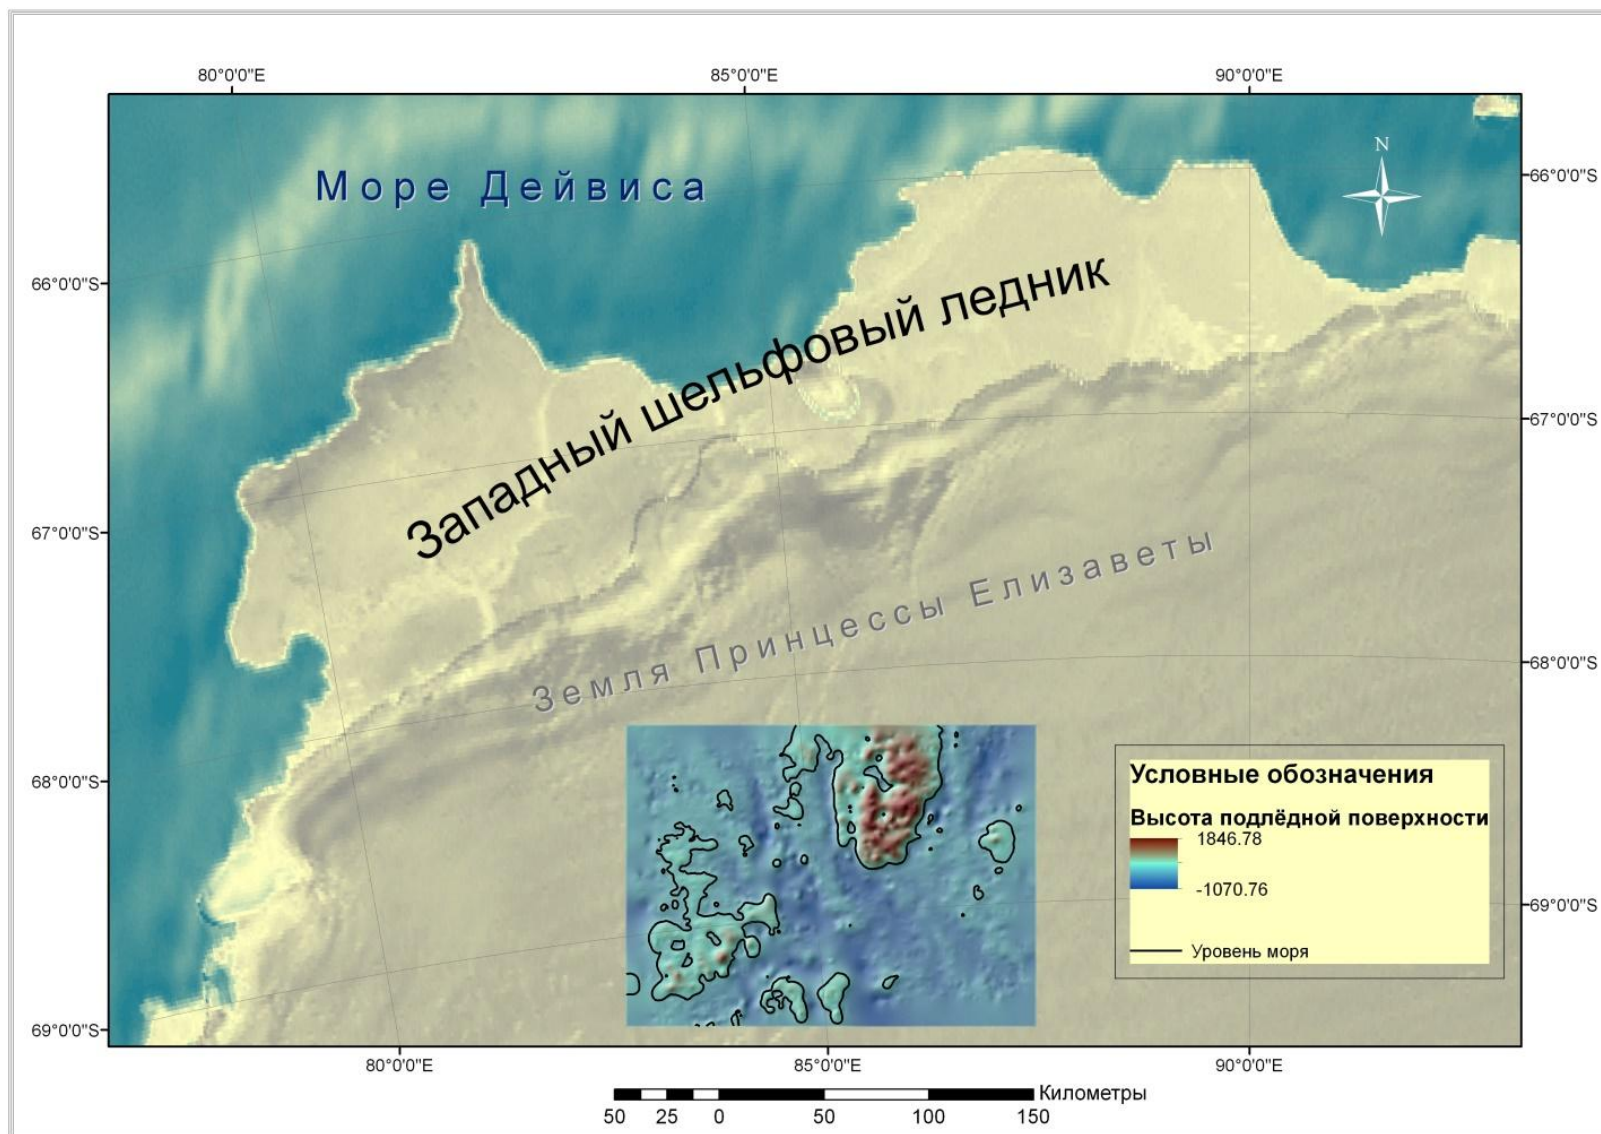 80°0'0"E 85°0'0"E 90°0'0"E
N
Море Дейвиса
66°0'0"S
66°0'0"S
Западный шельфовый ледник
67°0'0"S
67°0'0"S
Земля Принцессы Елизаветы
68°0'0"S
68°0'0"S
Условные обозначения
Высота подлёдной поверхности
1846.78
-1070.76
69°0'0"S
Уровень моря
69°0'0"S
80°0'0"E 85°0'0"E 90°0'0"E
Километры
50 25 0 50 100 150